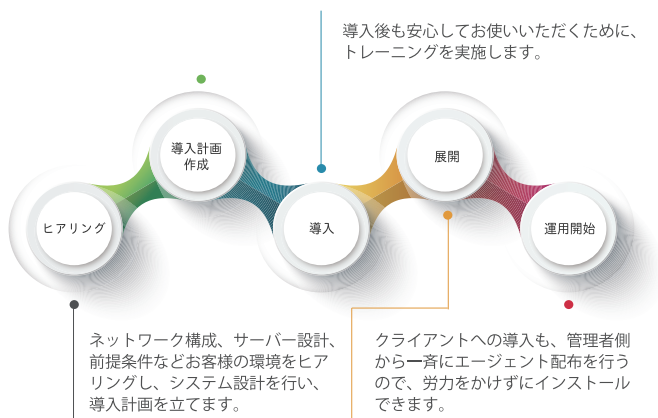 導入後も安心してお使いいただくために、
トレーニングを実施します。
導入計画
作成
展開
ヒアリング
導入
運用開始
ネットワーク構成、サーバー設計、
前提条件などお客様の環境をヒア
リングし、システム設計を行い、
導入計画を立てます。
クライアントへの導入も、管理者側
から一斉にエージェント配布を行う
ので、労力をかけずにインストール
できます。